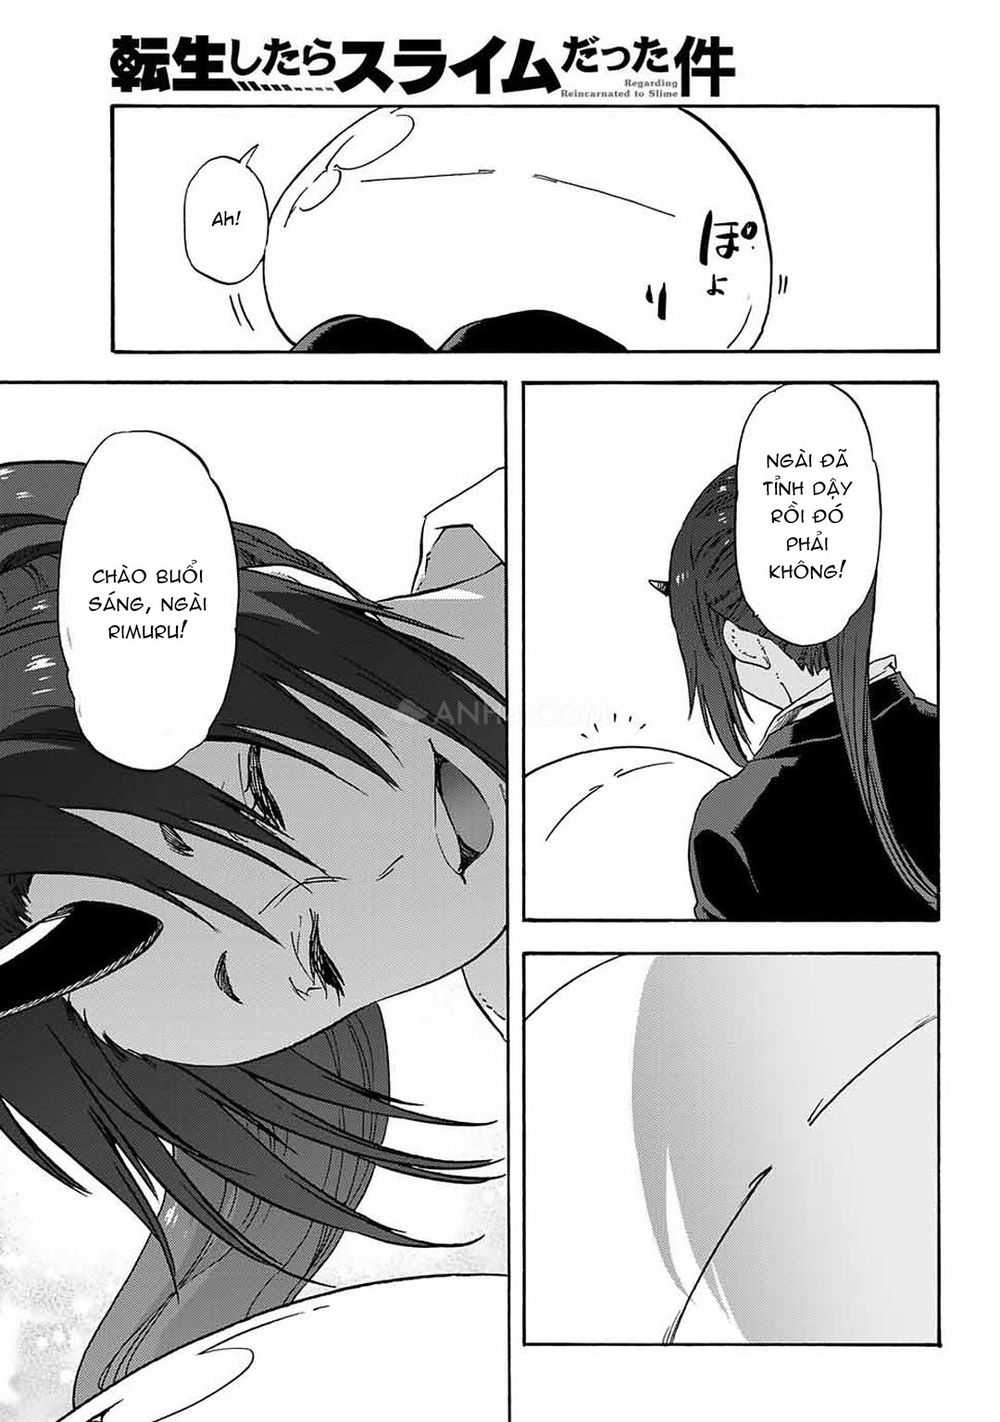 転生したらスライムだった件
Regarding
Reincarnated to Slime
Ah!
ぽ
よ
り
NGÀI ĐÃ
TỈNH DẬY
RỒI ĐÓ
PHẢI
KHÔNG!
CHÀO BUỔI
SÁNG, NGÀI
RIMURU!